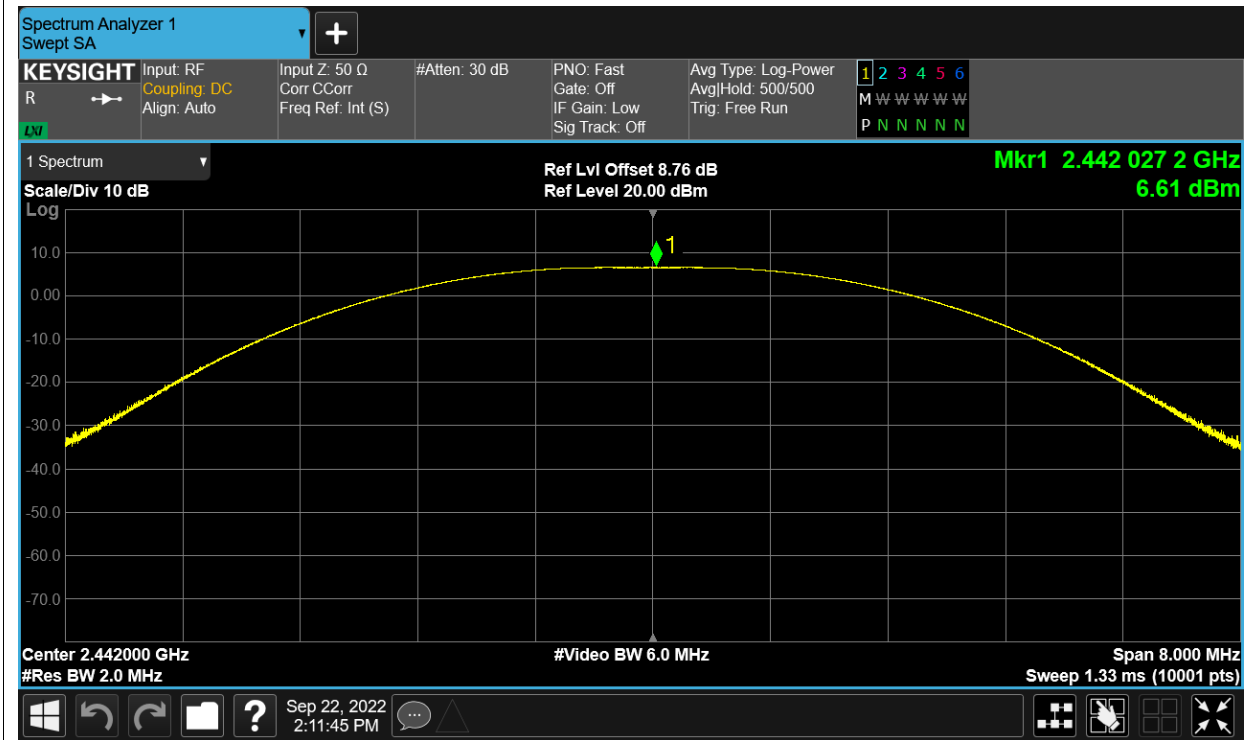 Spectrum Analyzer 1
Swept SA
+
KEYSIGHT
R
LXI
Input: RF
Coupling: DC
Align: Auto
Input Z: 50 Ω
Corr CCorr
Freq Ref: Int (S)
#Atten: 30 dB
PNO: Fast
Gate: Off
IF Gain: Low
Sig Track: Off
Avg Type: Log-Power
Avg|Hold: 500/500
Trig: Free Run
1 2 3 4 5 6
M W W W W W
P N N N N N
1 Spectrum
Scale/Div 10 dB
Ref Lvl Offset 8.76 dB
Ref Level 20.00 dBm
Mkr1 2.442 027 2 GHz
6.61 dBm
Log
1
10.0
0.00
-10.0
-20.0
-30.0
-40.0
-50.0
-60.0
-70.0
Center 2.442000 GHz
#Res BW 2.0 MHz
#Video BW 6.0 MHz
Span 8.000 MHz
Sweep 1.33 ms (10001 pts)
?
Sep 22, 2022
2:11:45 PM